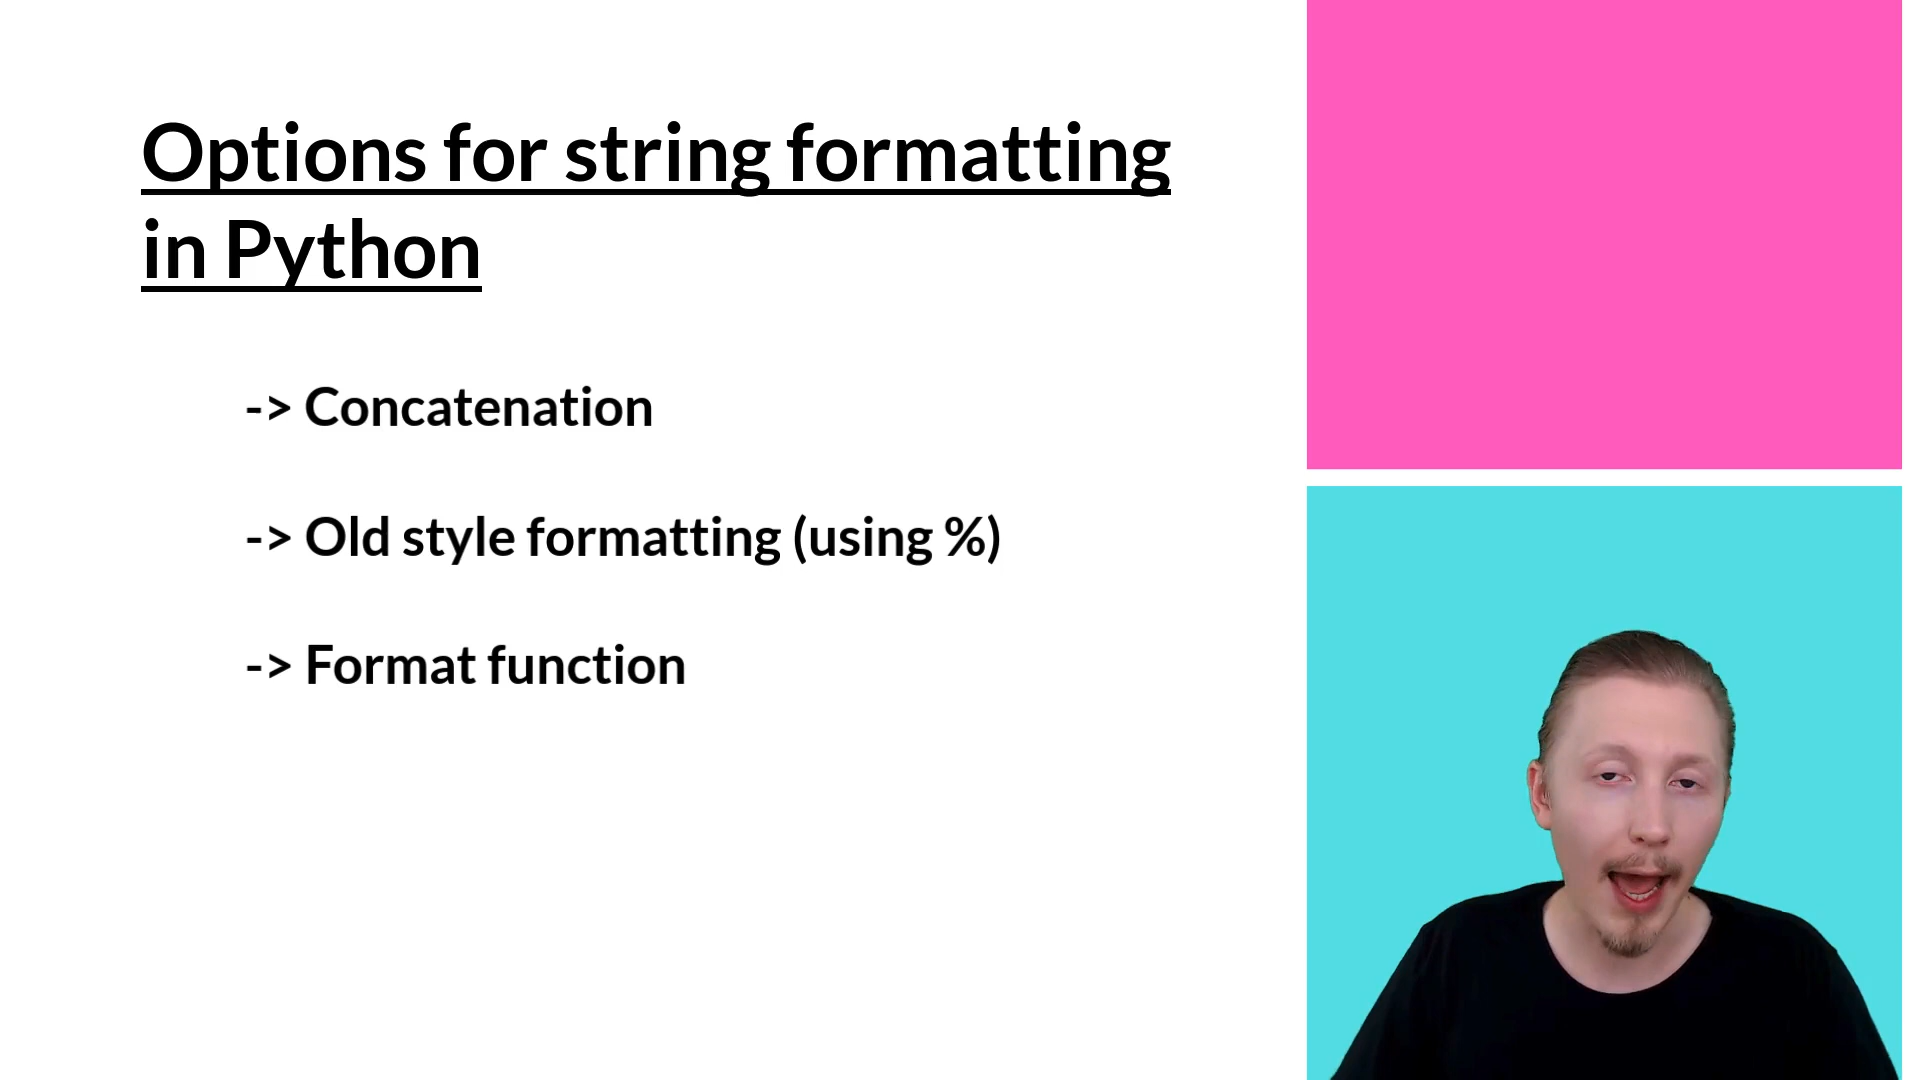 Options for string formatting
in Python
-> Concatenation
-> Old style formatting (using %)
-> Format function